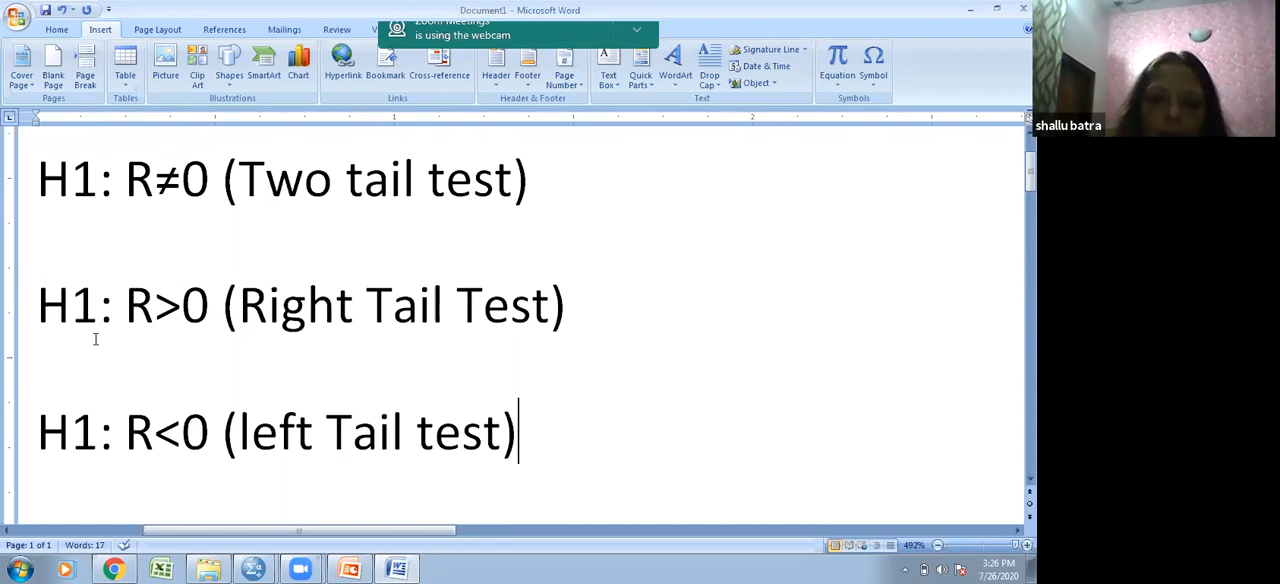 Document1 - Microsoft Word
Home Insert Page Layout References Mailings Review
is using the webcam
Cover Page Blank Page Page Break Table Picture Clip Art Shapes SmartArt Chart Hyperlink Bookmark Cross-reference Header Footer Page Number Text Box Quick Parts WordArt Drop Cap Signature Line Date & Time Object Equation Symbol
Pages Tables Illustrations Links Header & Footer Text Symbols
shallu batra
1 2
H1: R≠0 (Two tail test)
H1: R>0 (Right Tail Test)
H1: R<0 (left Tail test)
Page: 1 of 1 Words: 17 492%
3:26 PM
7/26/2020